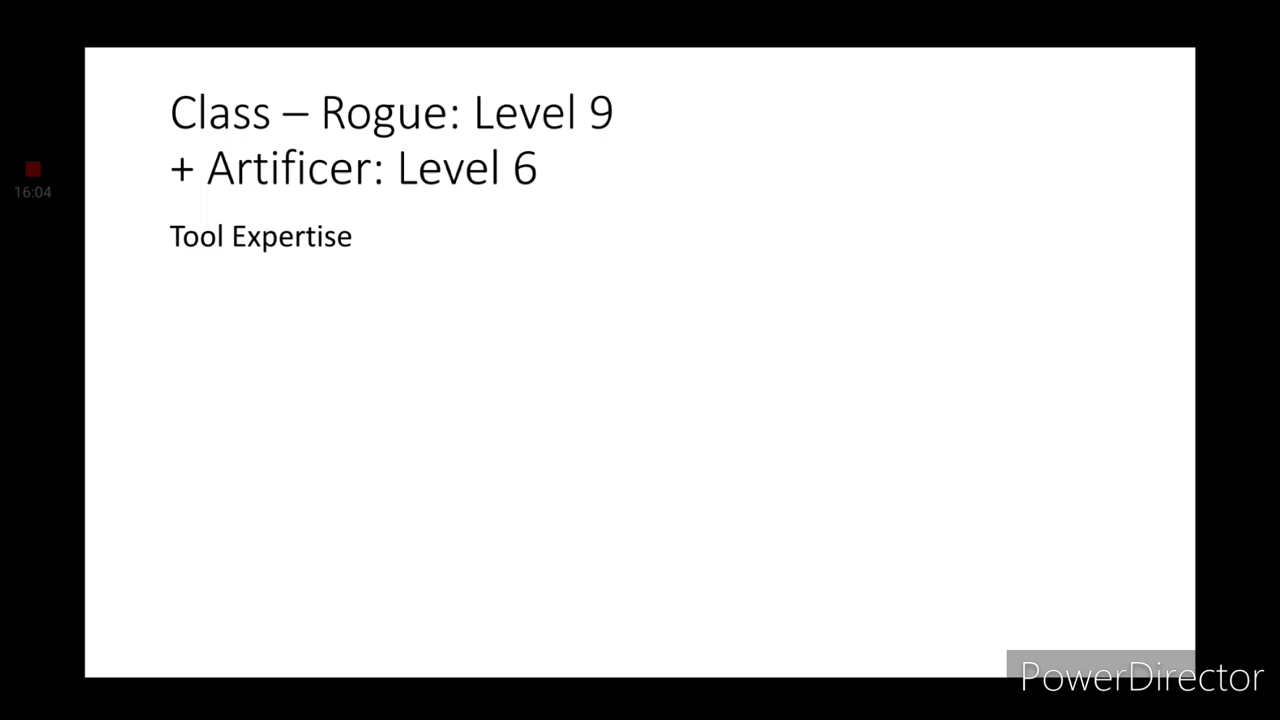 Class – Rogue: Level 9
+ Artificer: Level 6
Tool Expertise
16:04
PowerDirector